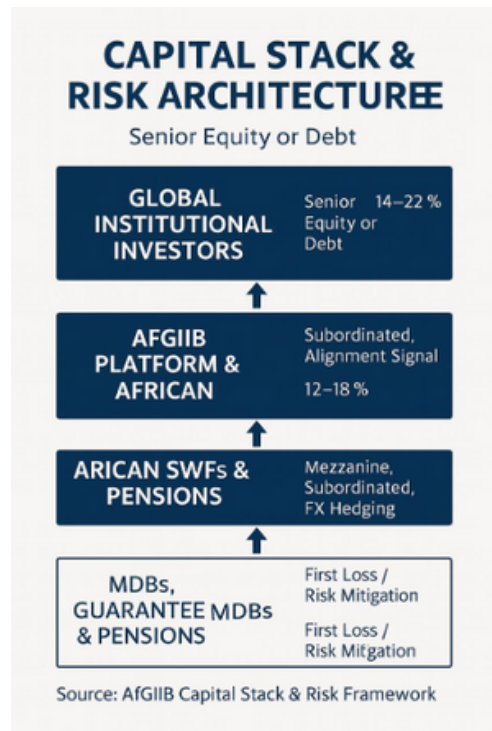 CAPITAL STACK &
RISK ARCHITECTUREE
Senior Equity or Debt
GLOBAL
INSTITUTIONAL
INVESTORS
Senior 14–22 %
Equity or
Debt
AFGIIB
PLATFORM &
AFRICAN
Subordinated,
Alignment Signal
12–18 %
ARICAN SWFs &
PENSIONS
Mezzanine,
Subordinated,
FX Hedging
MDBs,
GUARANTEE MDBs
& PENSIONS
First Loss /
Risk Mitigation
First Loss /
Risk Mitgation
Source: AfGIIB Capital Stack & Risk Framework